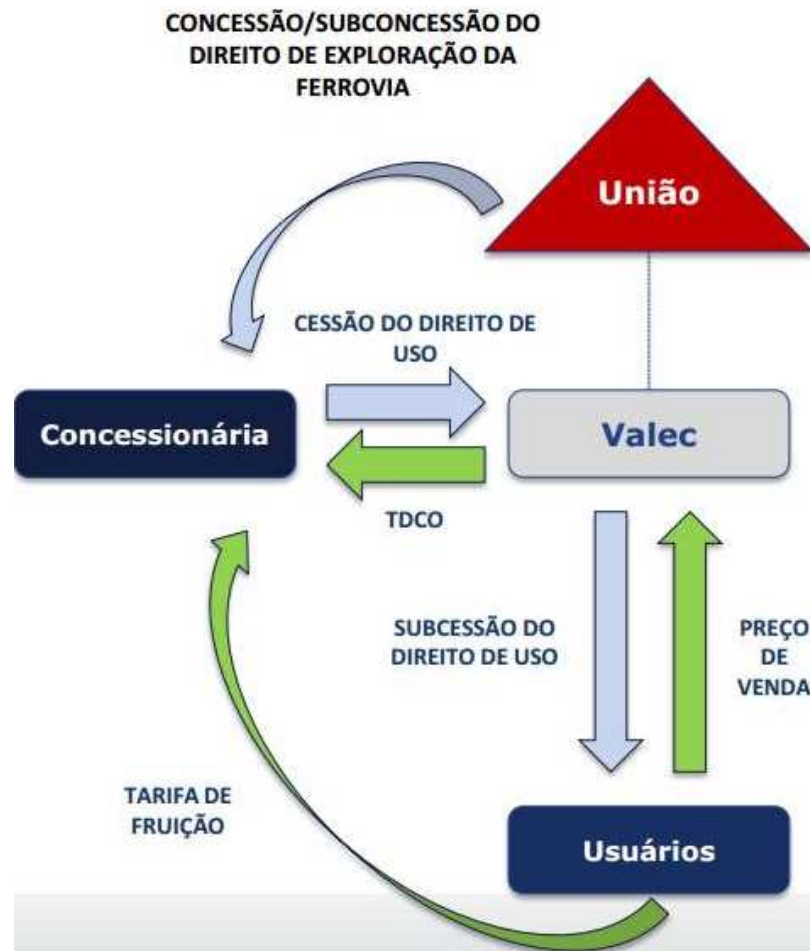 CONCESSÃO/SUBCONCESSÃO DO
DIREITO DE EXPLORAÇÃO DA
FERROVIA
União
CESSÃO DO DIREITO DE
USO
Concessionária
Valec
TDCO
SUBCESSÃO DO
DIREITO DE USO
PREÇO
DE
VENDA
TARIFA DE
FRUIÇÃO
Usuários